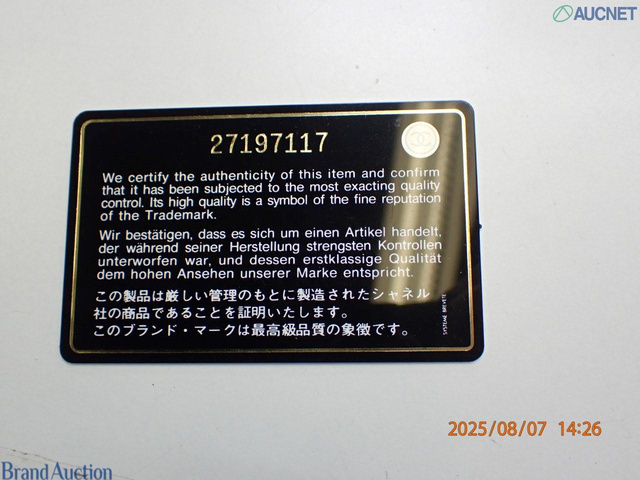 AUCNET
27197117
We certify the authenticity of this item and confirm
that it has been subjected to the most exacting quality
control. Its high quality is a symbol of the fine reputation
of the Trademark.
Wir bestätigen, dass es sich um einen Artikel handelt,
der während seiner Herstellung strengsten Kontrollen
unterworfen war, und dessen erstklassige Qualität
dem hohen Ansehen unserer Marke entspricht.
この製品は厳しい管理のもとに製造されたシャネル
社の商品であることを証明いたします。
このブランド・マークは最高級品質の象徴です。
SYSTEME BREVETE
2025/08/07 14:26
Brand Auction